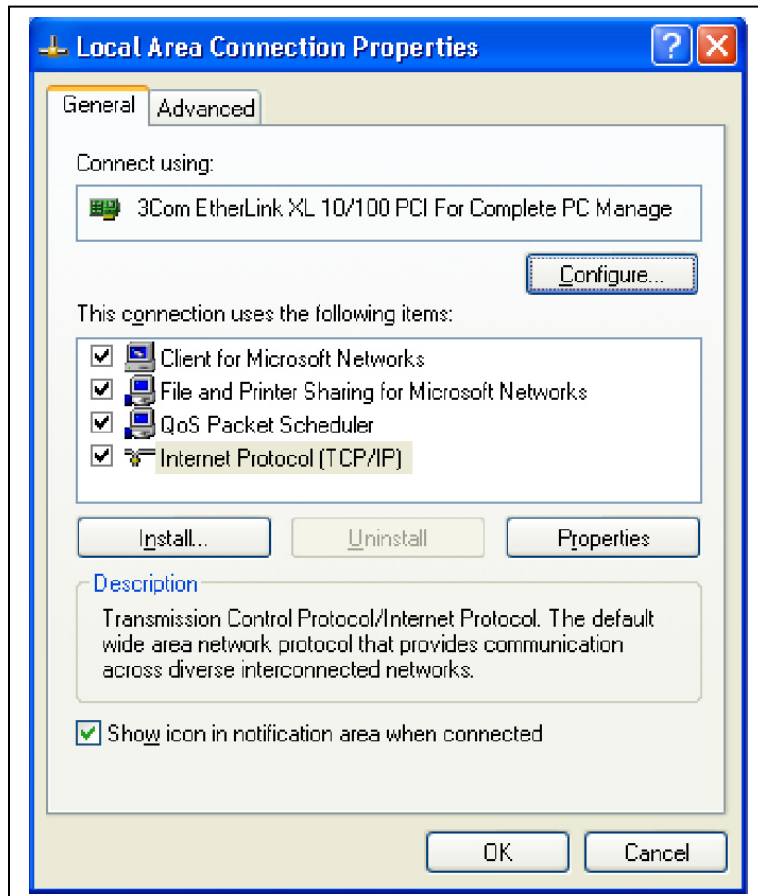 Local Area Connection Properties
General
Advanced
Connect using:
3Com EtherLink XL 10/100 PCI For Complete PC Manage
Configure...
This connection uses the following items:
Client for Microsoft Networks
File and Printer Sharing for Microsoft Networks
QoS Packet Scheduler
Internet Protocol (TCP/IP)
Install...
Uninstall
Properties
Description
Transmission Control Protocol/Internet Protocol. The default
wide area network protocol that provides communication
across diverse interconnected networks.
Show icon in notification area when connected
OK
Cancel